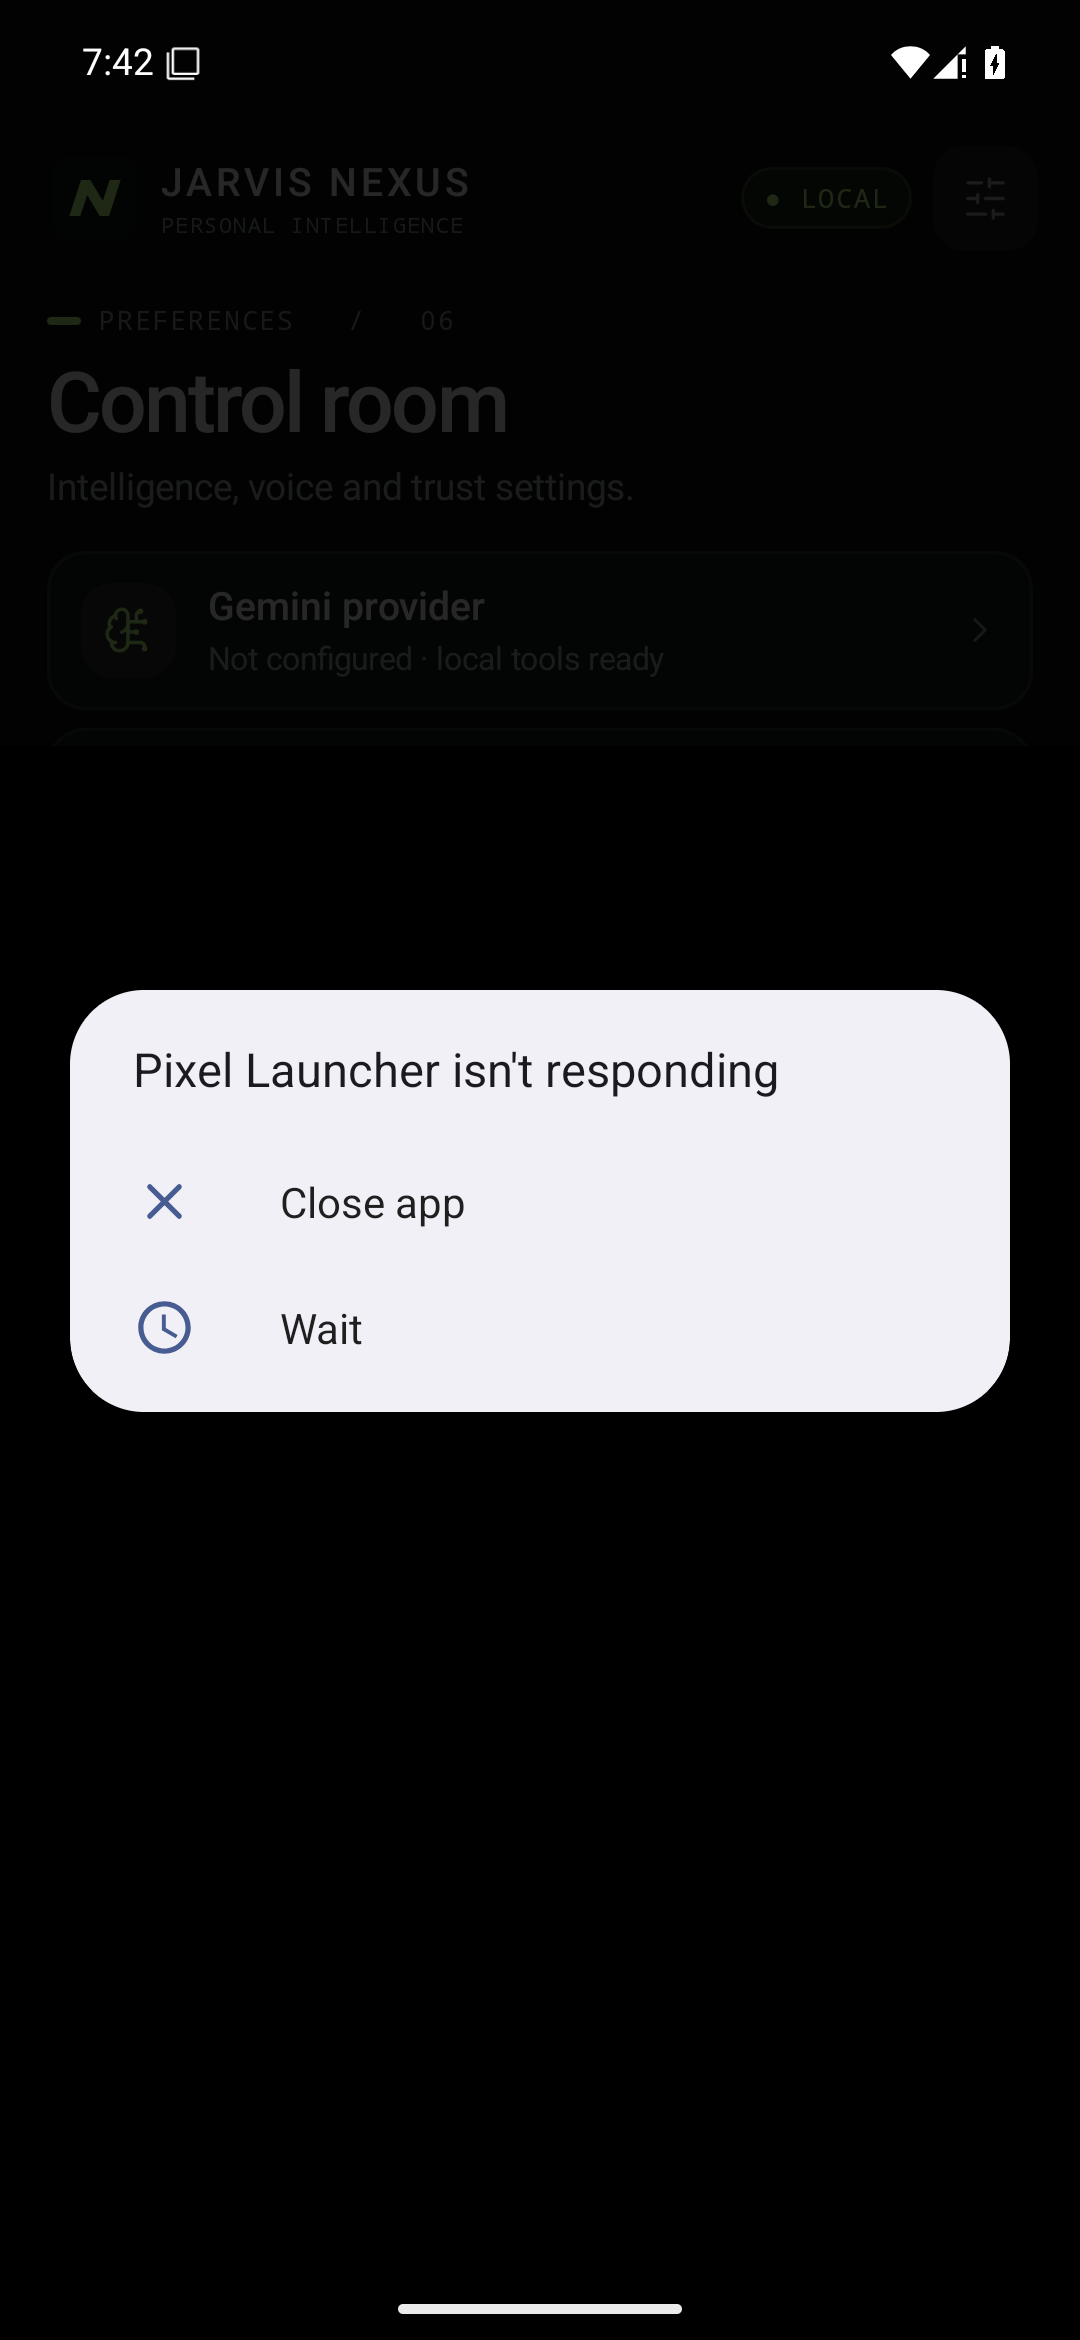 7:42
JARVIS NEXUS
PERSONAL INTELLIGENCE
LOCAL
PREFERENCES / 06
Control room
Intelligence, voice and trust settings.
Gemini provider
Not configured · local tools ready
Pixel Launcher isn't responding
Close app
Wait